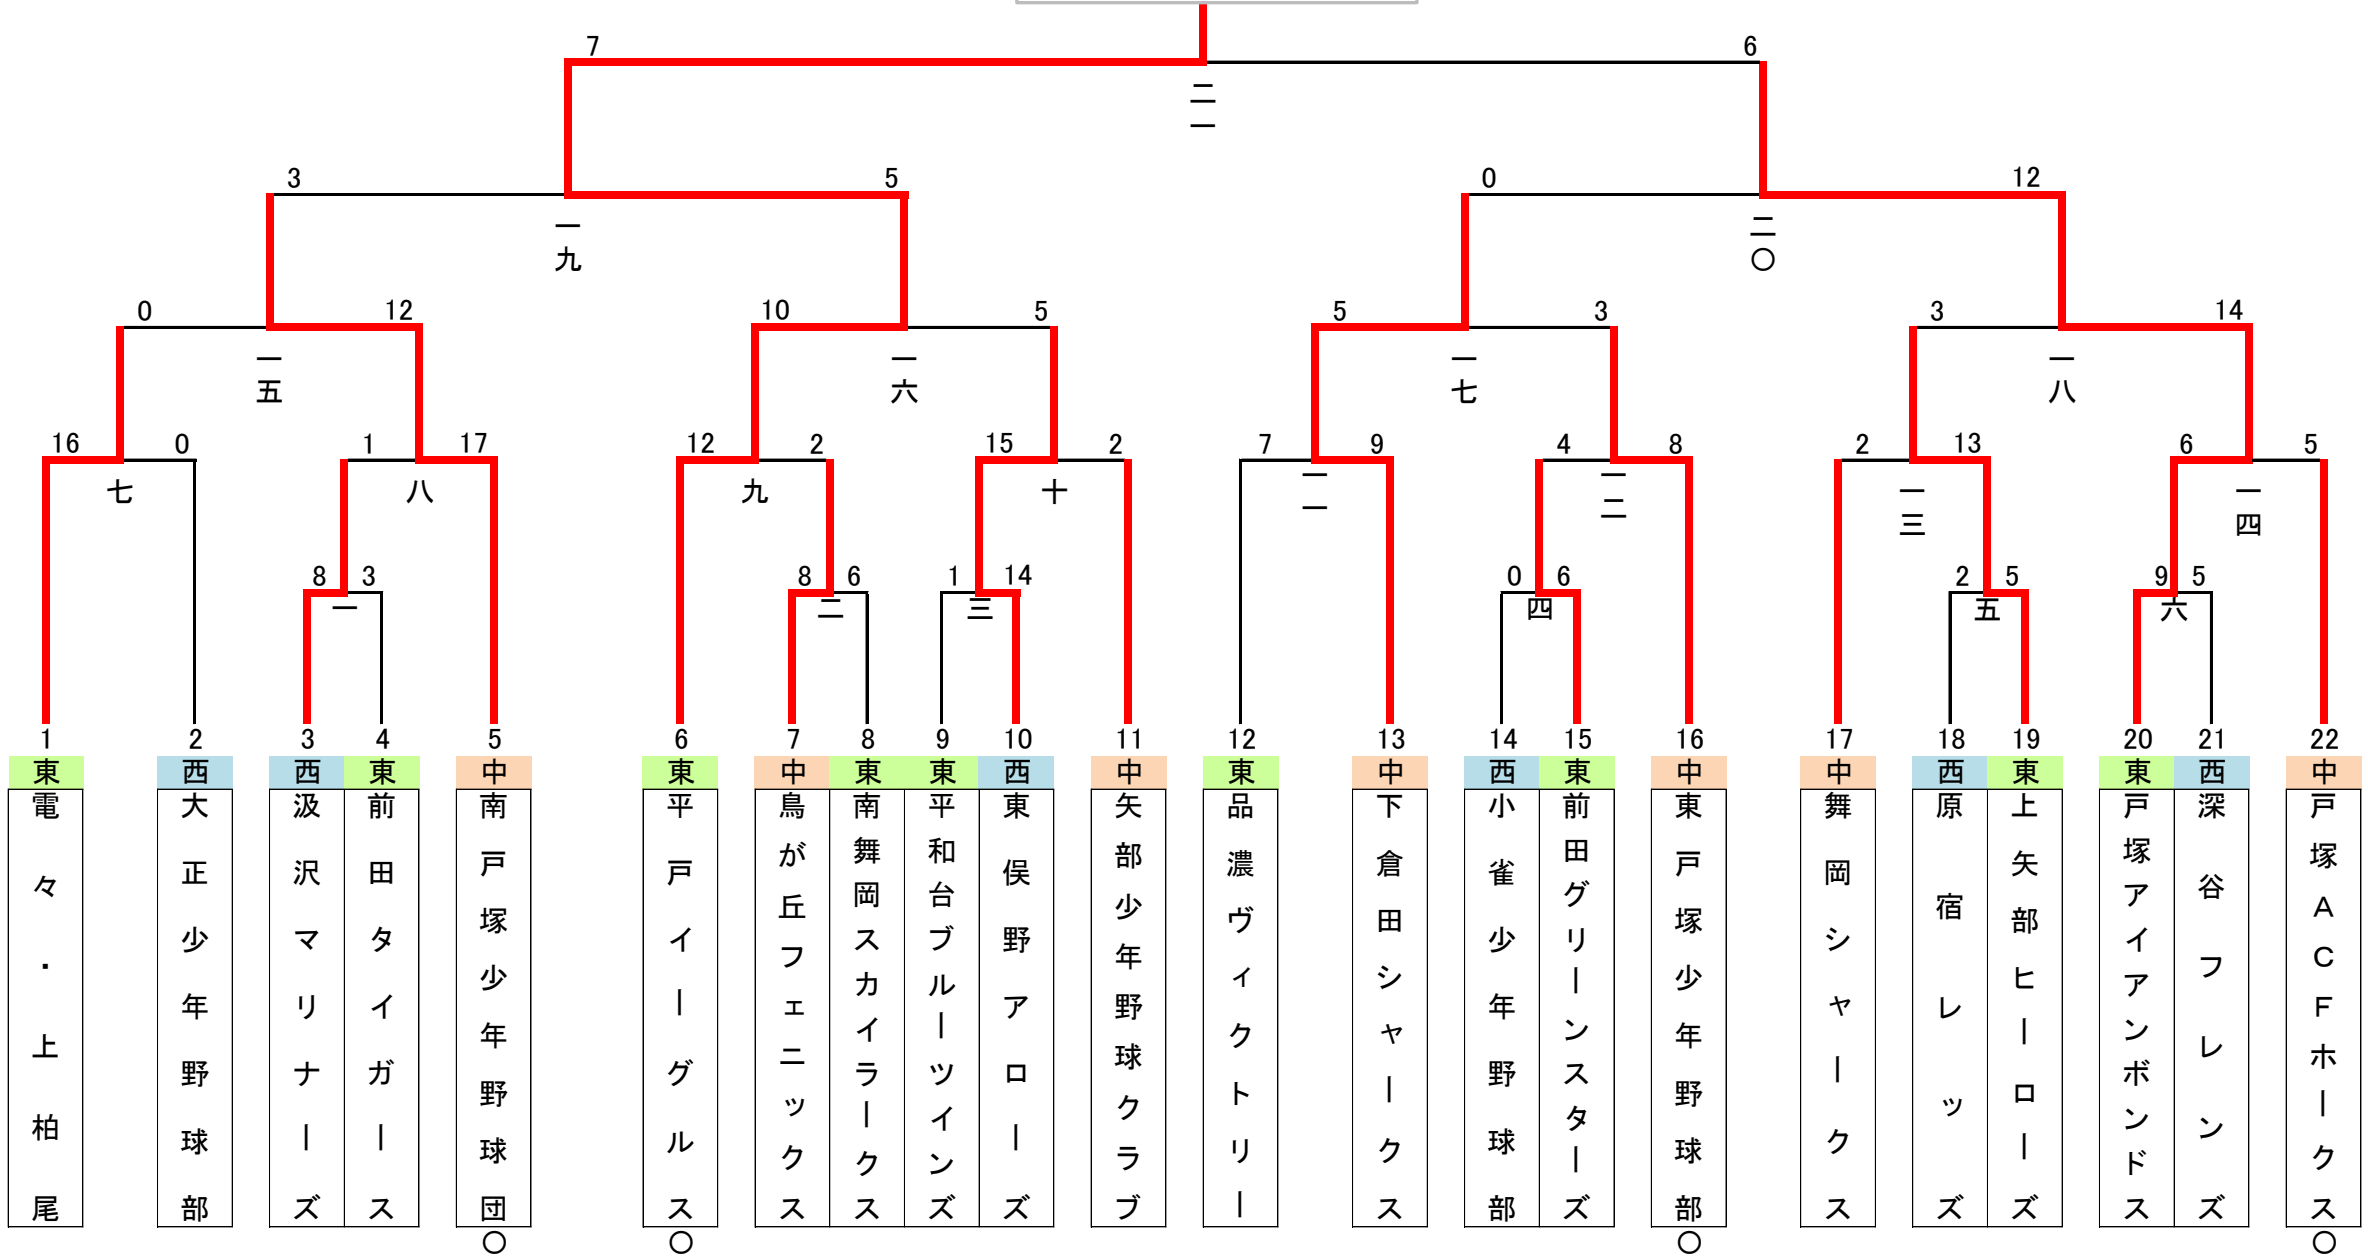 7 6
二一
3 5 0 12
一九 二〇
0 12 10 5 5 3 3 14
一五 一六 一七 一八
16 0 1 17 12 2 15 2 7 9 4 8 2 13 6 5
七 八 九 十 一一 一二 一三 一四
8 3 8 6 1 14 0 6 2 5 9 5
一 二 三 四 五 六
1 2 3 4 5 6 7 8 9 10 11 12 13 14 15 16 17 18 19 20 21 22
東 西 西 東 中 東 中 東 東 西 中 東 中 西 東 中 中 西 東 東 西 中
電々・上柏尾
大正少年野球部
汲沢マリナーズ
前田タイガース
南戸塚少年野球団〇
平戸イーグルス〇
鳥が丘フェニックス
南舞岡スカイラークス
平和台ブルーツインズ
東俣野アローズ
矢部少年野球クラブ
品濃ヴィクトリー
下倉田シャークス
小雀少年野球部
前田グリーンスターズ
東戸塚少年野球部〇
舞岡シャークス
原宿レッズ
上矢部ヒーローズ
戸塚アイアンボンドス
深谷フレンズ
戸塚ACFホークス〇